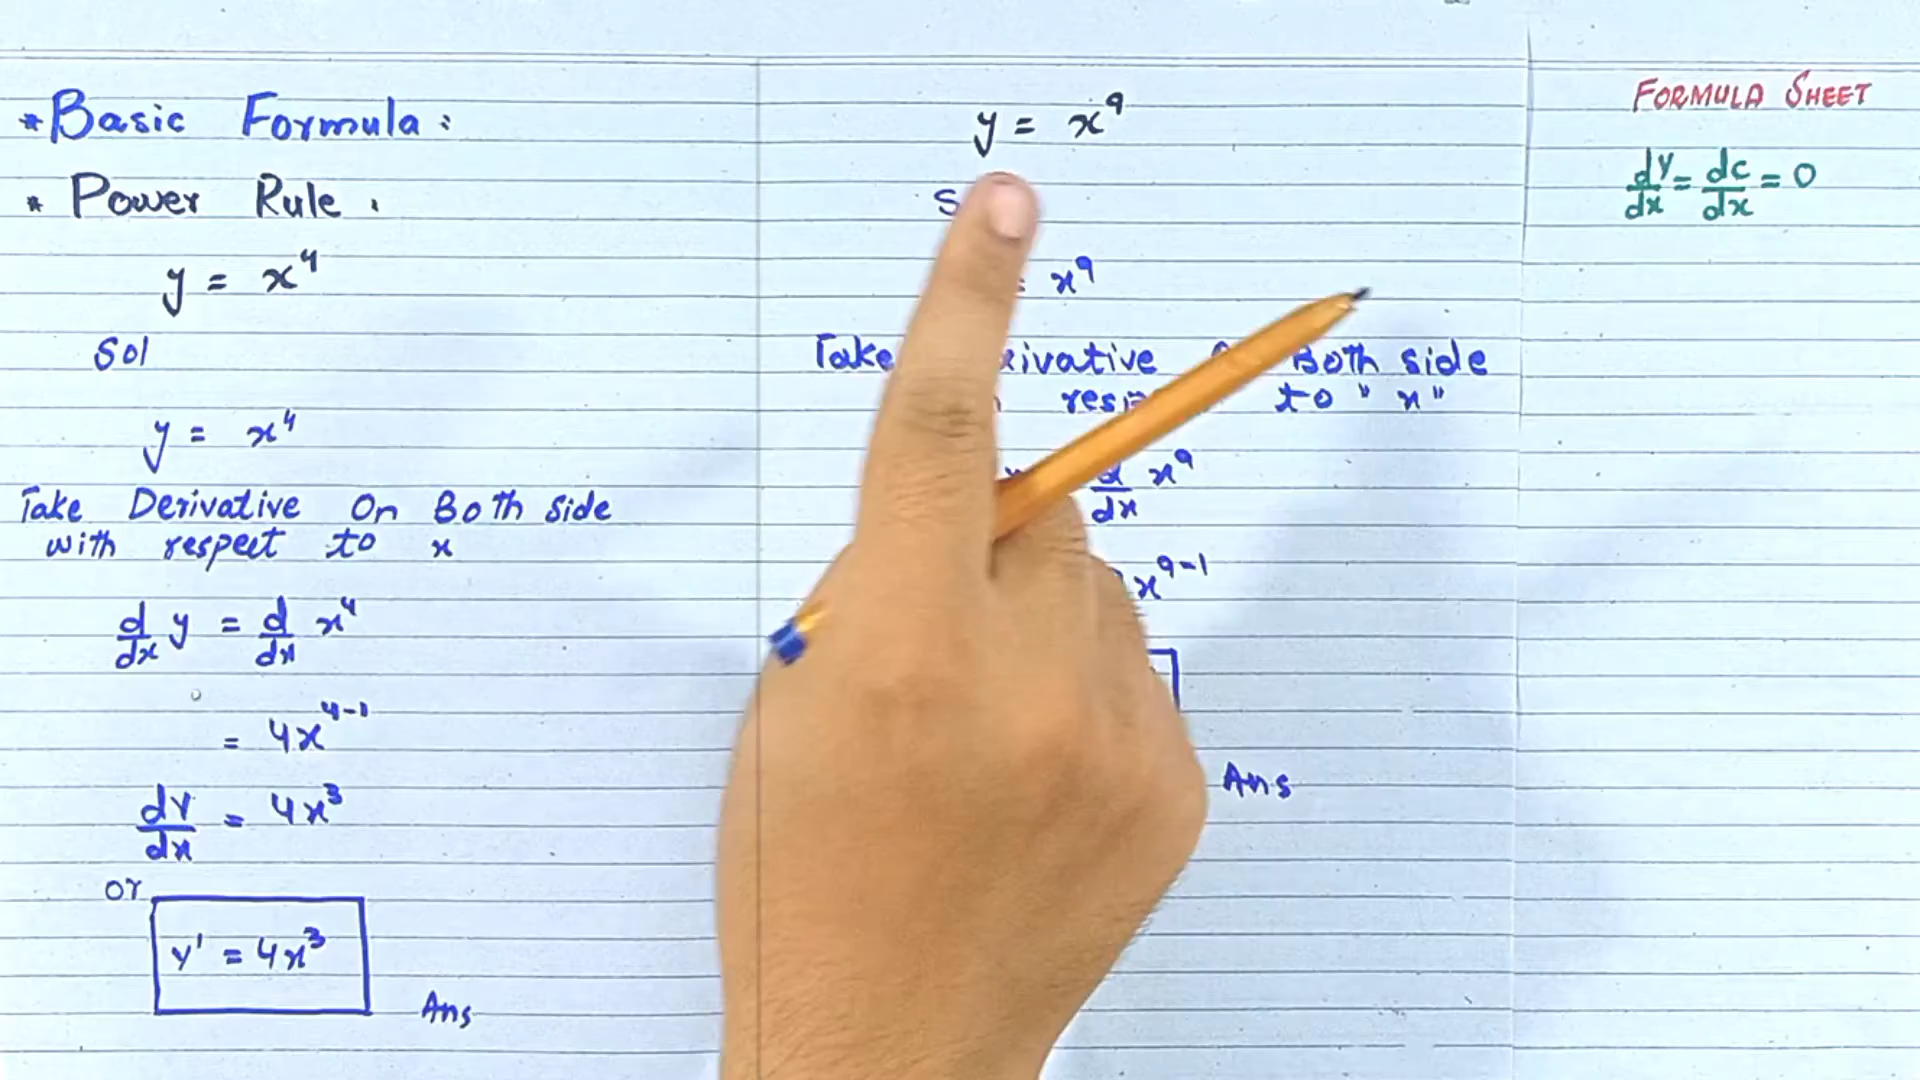 *Basic Formula:
* Power Rule.
y = x⁴
Sol
y = x⁴
Take Derivative On Both side
with respect to x
d/dx y = d/dx x⁴
= 4x⁴⁻¹
dy/dx = 4x³
or
y' = 4x³
Ans
y = x⁹
= x⁹
Take Both side
to "x"
d/dx x⁹
x⁹⁻¹
Ans
FORMULA SHEET
dy/dx = dc/dx = 0